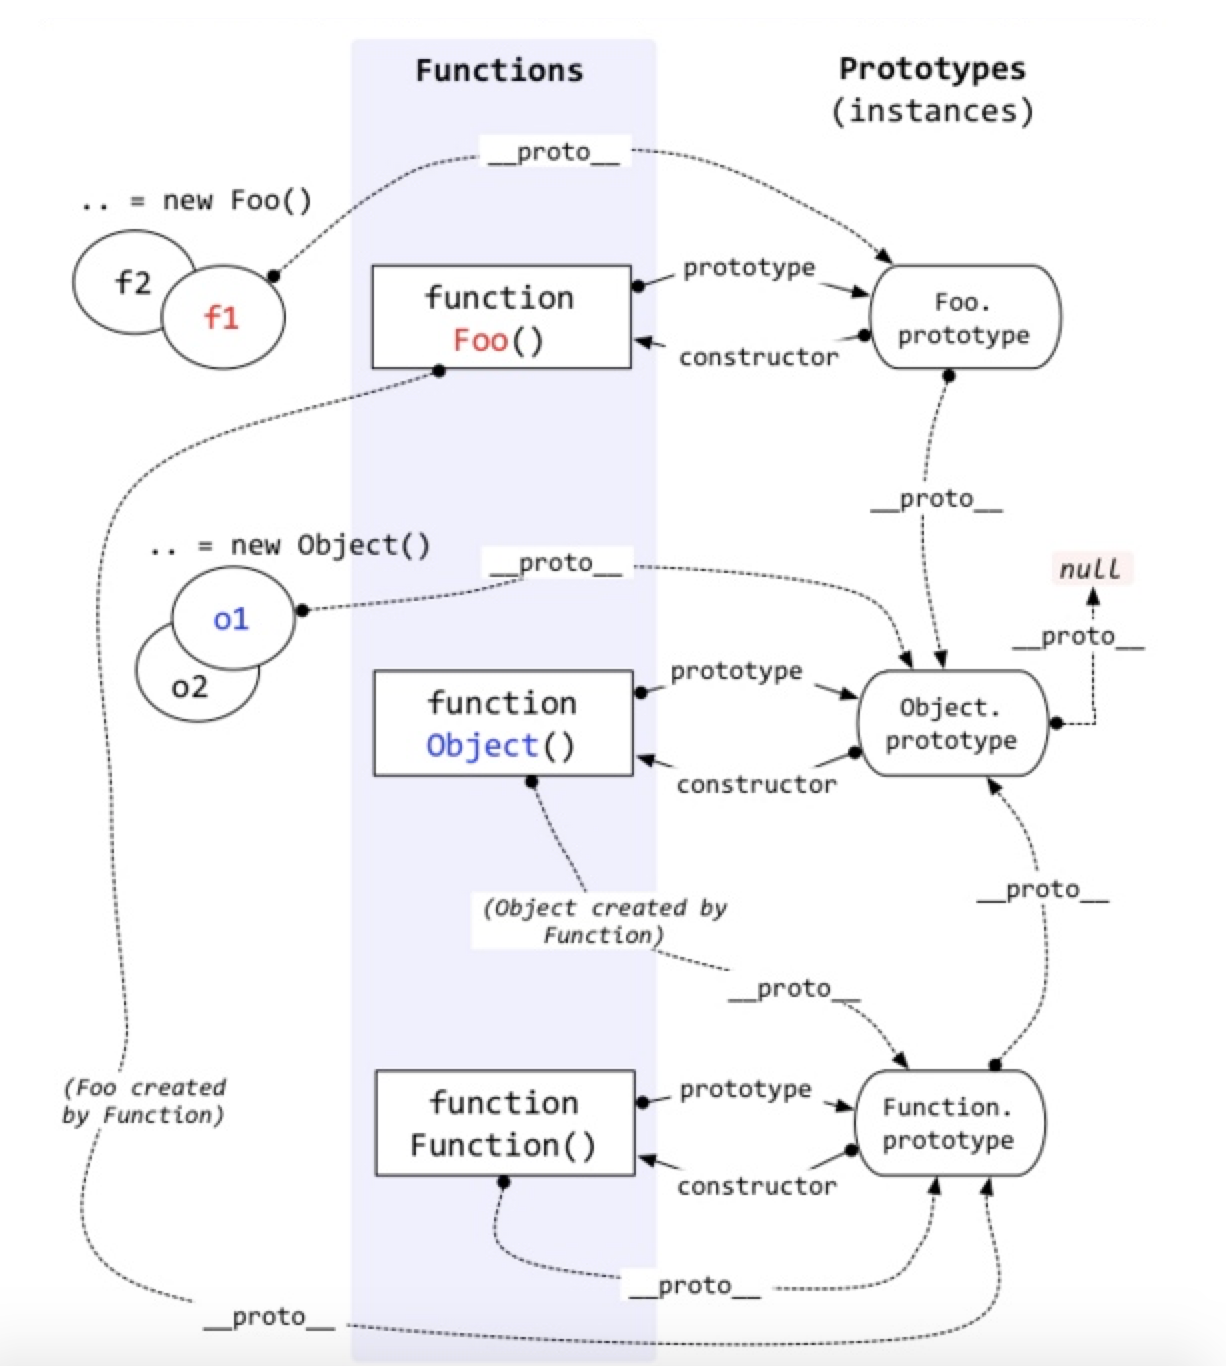 Functions
Prototypes
(instances)
__proto__
.. = new Foo()
f2
f1
function
Foo()
prototype
constructor
Foo.
prototype
__proto__
.. = new Object()
__proto__
null
__proto__
o1
o2
function
Object()
prototype
constructor
Object.
prototype
__proto__
(Object created by
Function)
__proto__
(Foo created
by Function)
function
Function()
prototype
constructor
Function.
prototype
__proto__
__proto__